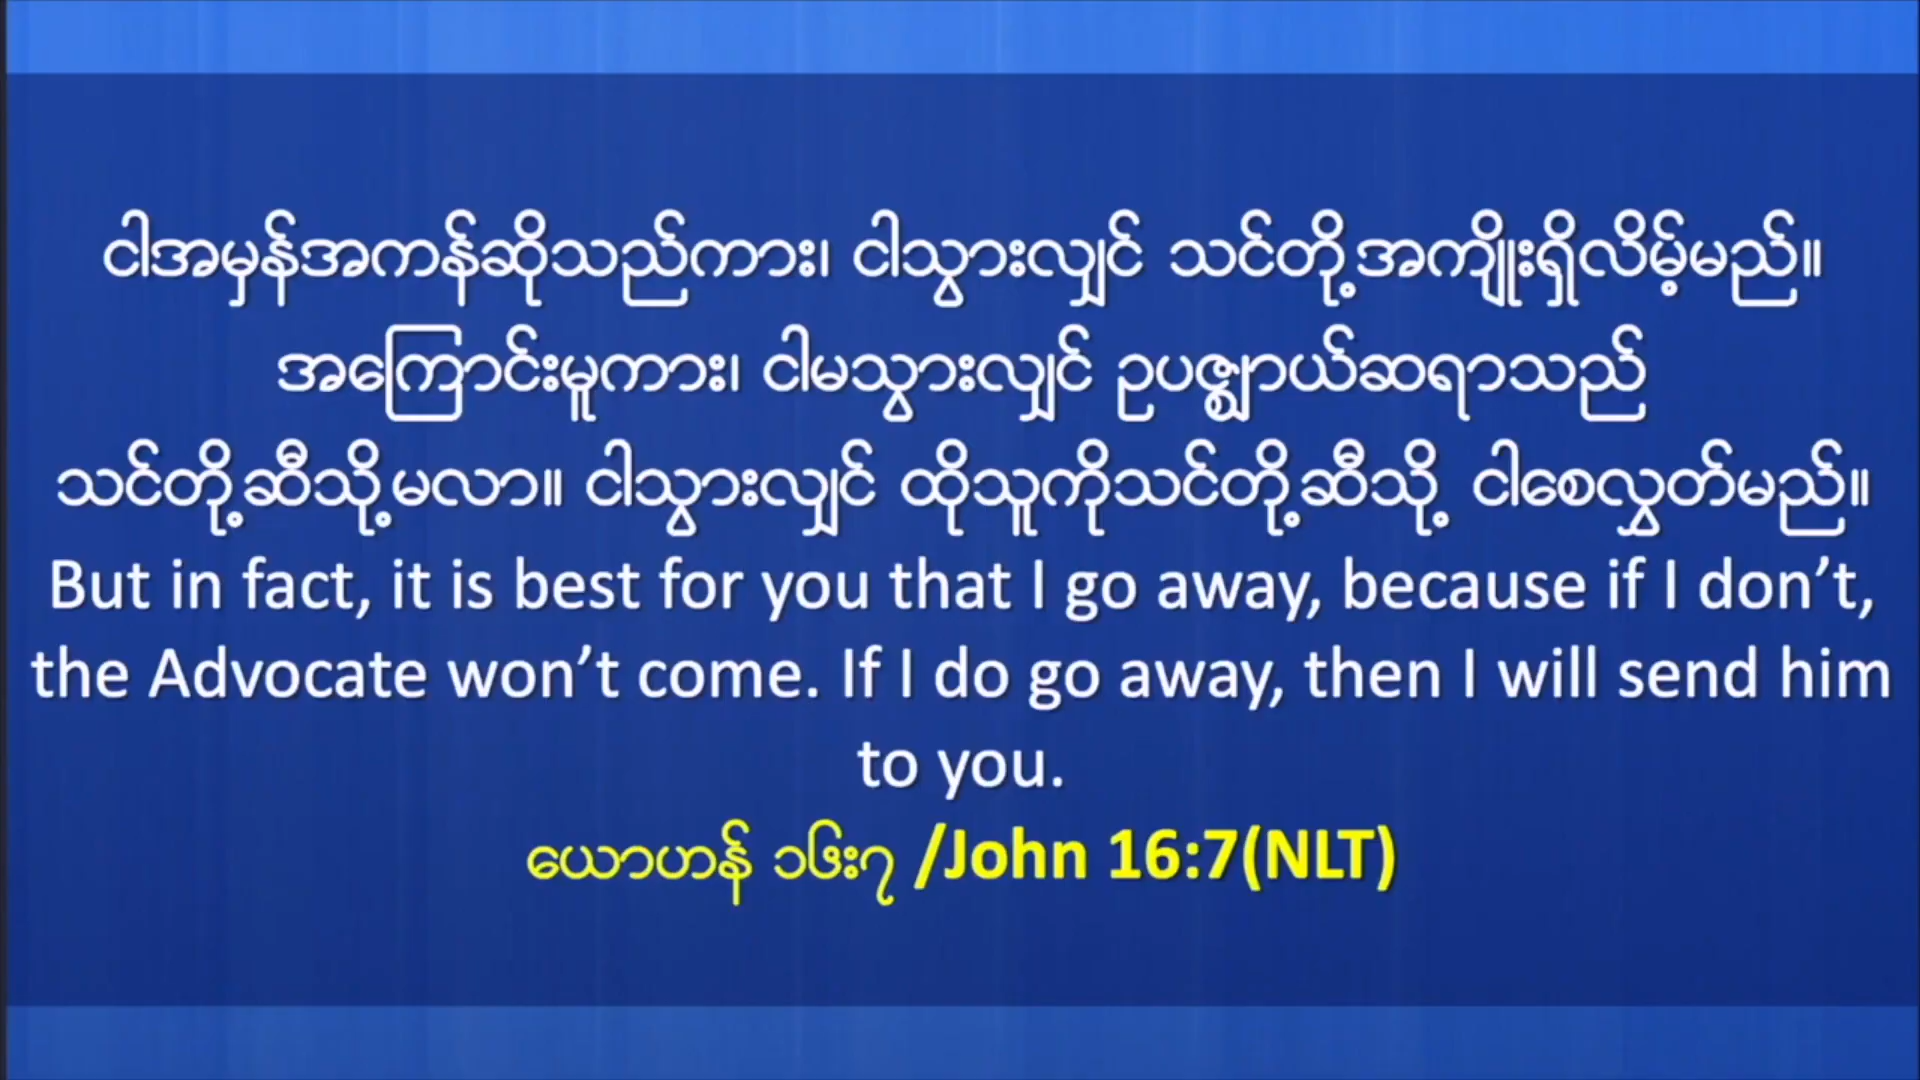 ငါအမှန်အကန်ဆိုသည်ကား၊ ငါသွားလျှင် သင်တို့အကျိုးရှိလိမ့်မည်။
အကြောင်းမူကား၊ ငါမသွားလျှင် ဥပဇ္ဈာယ်ဆရာသည်
သင်တို့ဆီသို့မလာ။ ငါသွားလျှင် ထိုသူကိုသင်တို့ဆီသို့ ငါစေလွှတ်မည်။
But in fact, it is best for you that I go away, because if I don’t,
the Advocate won’t come. If I do go away, then I will send him
to you.
ယောဟန် ၁၆း၇ /John 16:7(NLT)